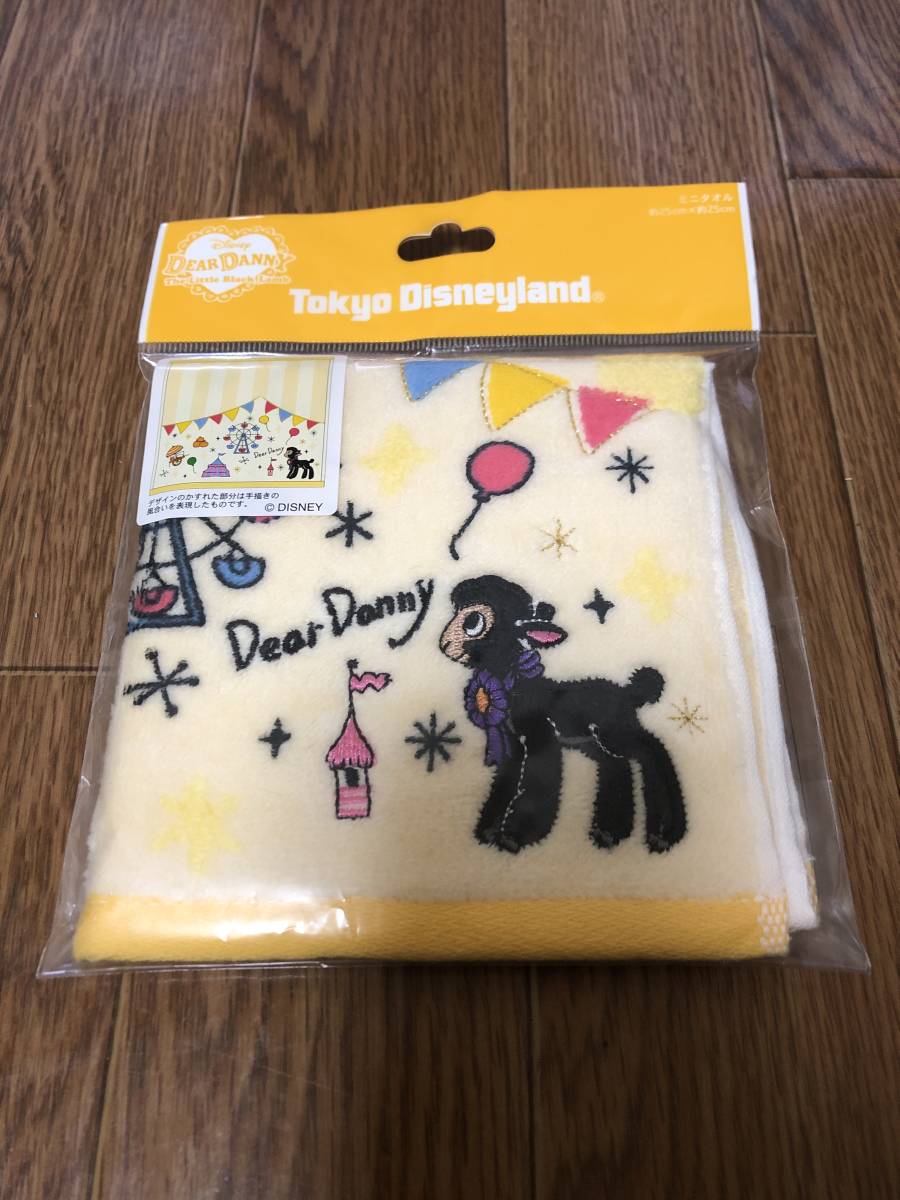 ミニタオル
約25cm×約25cm
Disney
DEAR DANNY
The Little Black Lamb
Tokyo Disneyland®
Dear Danny
デザインのかすれた部分は手描きの
風合いを表現したものです。
© DISNEY
Dear Danny